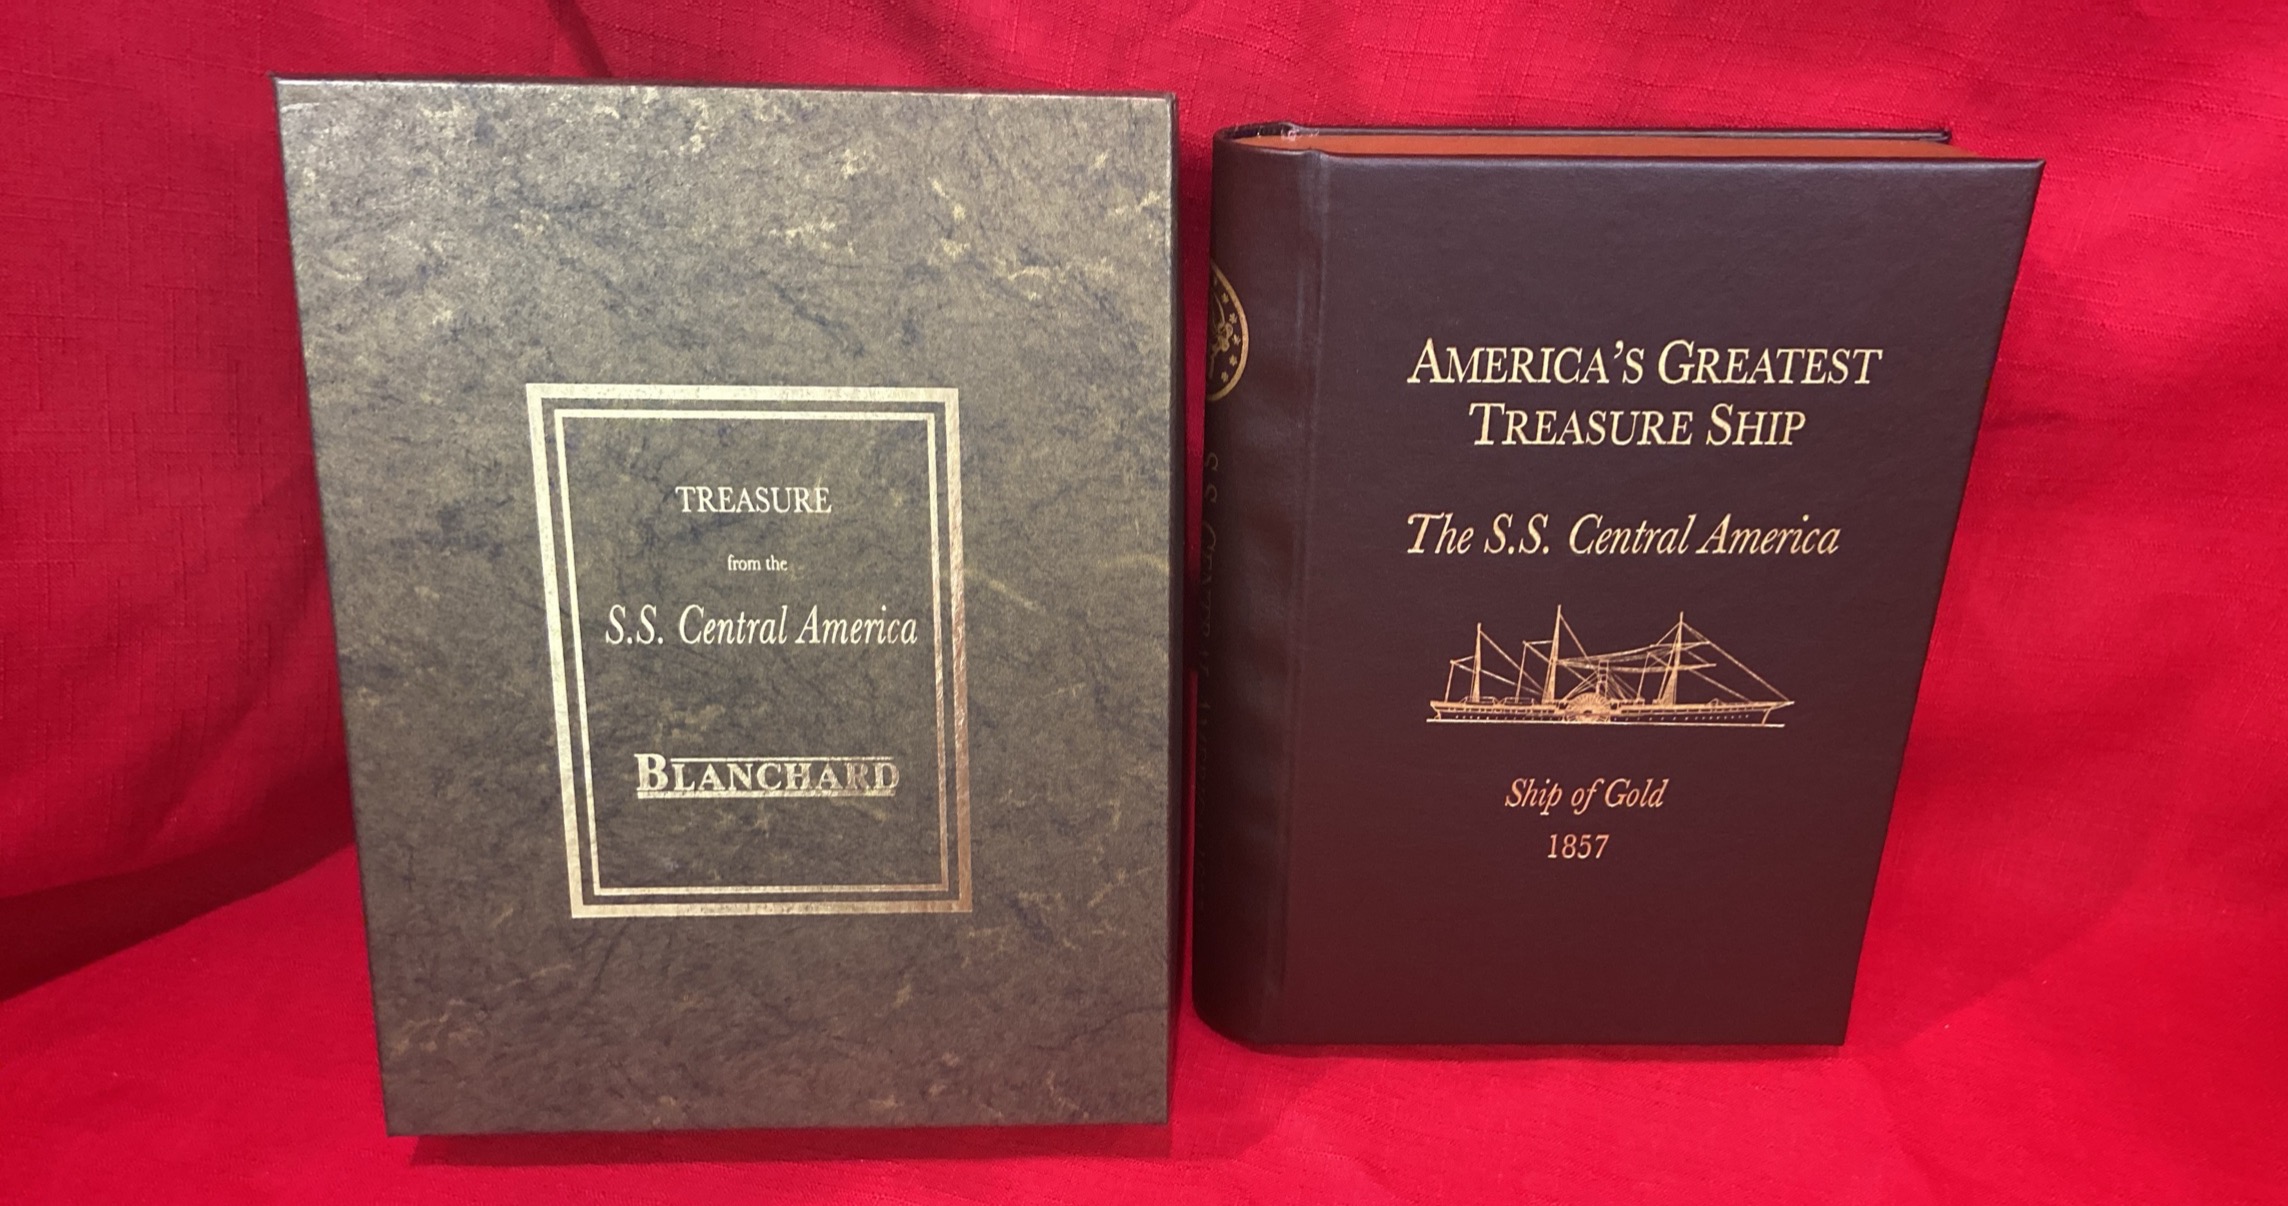 TREASURE
from the
S.S. Central America
BLANCHARD
AMERICA'S GREATEST
TREASURE SHIP
The S.S. Central America
Ship of Gold
1857